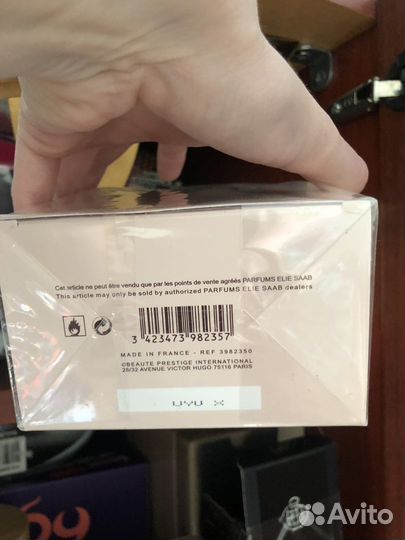 Cet article ne peut être vendu que par les points de vente agréés PARFUMS ELIE SAAB
This article may only be sold by authorized PARFUMS ELIE SAAB dealers
3 423473 982357
MADE IN FRANCE - REF 3982350
©BEAUTE PRESTIGE INTERNATIONAL
28/32 AVENUE VICTOR HUGO 75116 PARIS
Avito